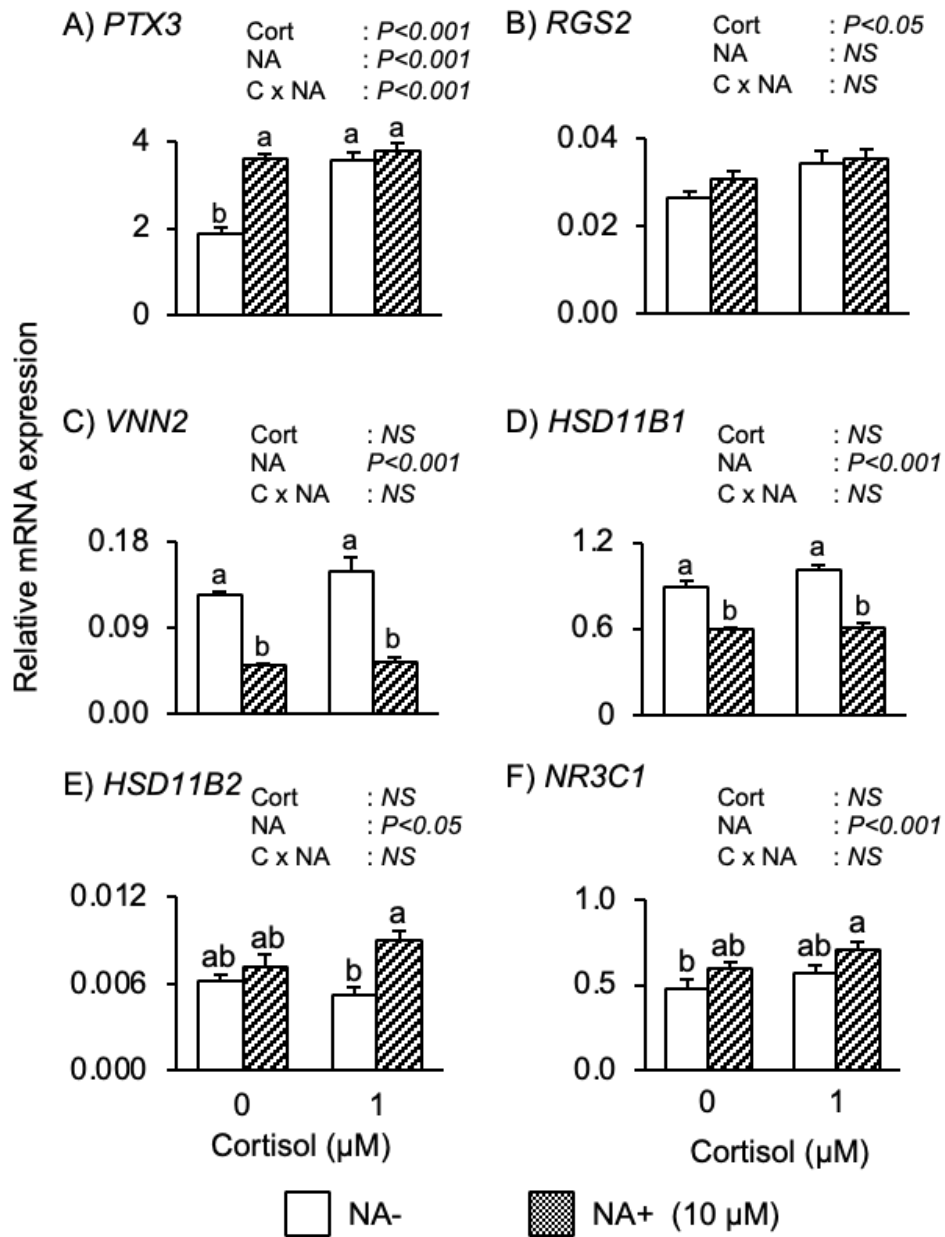 A) PTX3
Cort : P<0.001
NA : P<0.001
C x NA : P<0.001
4
2
0
b
a
a
a
B) RGS2
Cort : P<0.05
NA : NS
C x NA : NS
0.04
0.02
0.00
Relative mRNA expression
C) VNN2
Cort : NS
NA P<0.001
C x NA : NS
0.18
0.09
0.00
a
b
a
b
D) HSD11B1
Cort : NS
NA : P<0.001
C x NA : NS
1.2
0.6
0
a
b
a
b
E) HSD11B2
Cort : NS
NA : P<0.05
C x NA : NS
0.012
0.006
0.000
ab
ab
b
a
0
1
Cortisol (µM)
F) NR3C1
Cort : NS
NA : P<0.001
C x NA : NS
1.0
0.5
0.0
b
ab
ab
a
0
1
Cortisol (µM)
NA-
NA+ (10 µM)